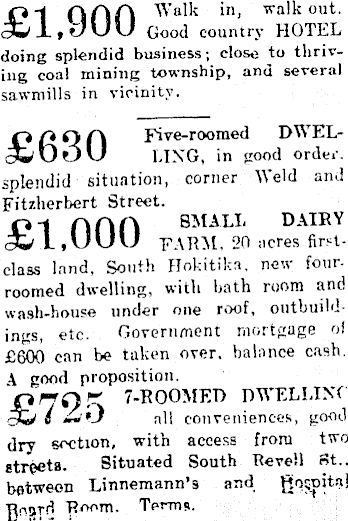 £1,900 Walk in, walk out.
Good country HOTEL
doing splendid business; close to thriv-
ing coal mining township, and several
sawmills in vicinity.
£630 Five-roomed DWEL-
LING, in good order.
splendid situation, corner Weld and
Fitzherbert Street.
£1,000 SMALL DAIRY
FARM, 20 acres first-
class land, South Hokitika, new four-
roomed dwelling, with bath room and
wash-house under one roof, outbuild-
ings, etc. Government mortgage of
£600 can be taken over, balance cash.
A good proposition.
£725 7-ROOMED DWELLING
all conveniences, good
dry section, with access from two
streets. Situated South Revell St.,
between Linnemann's and Hospital
Board Room. Terms.